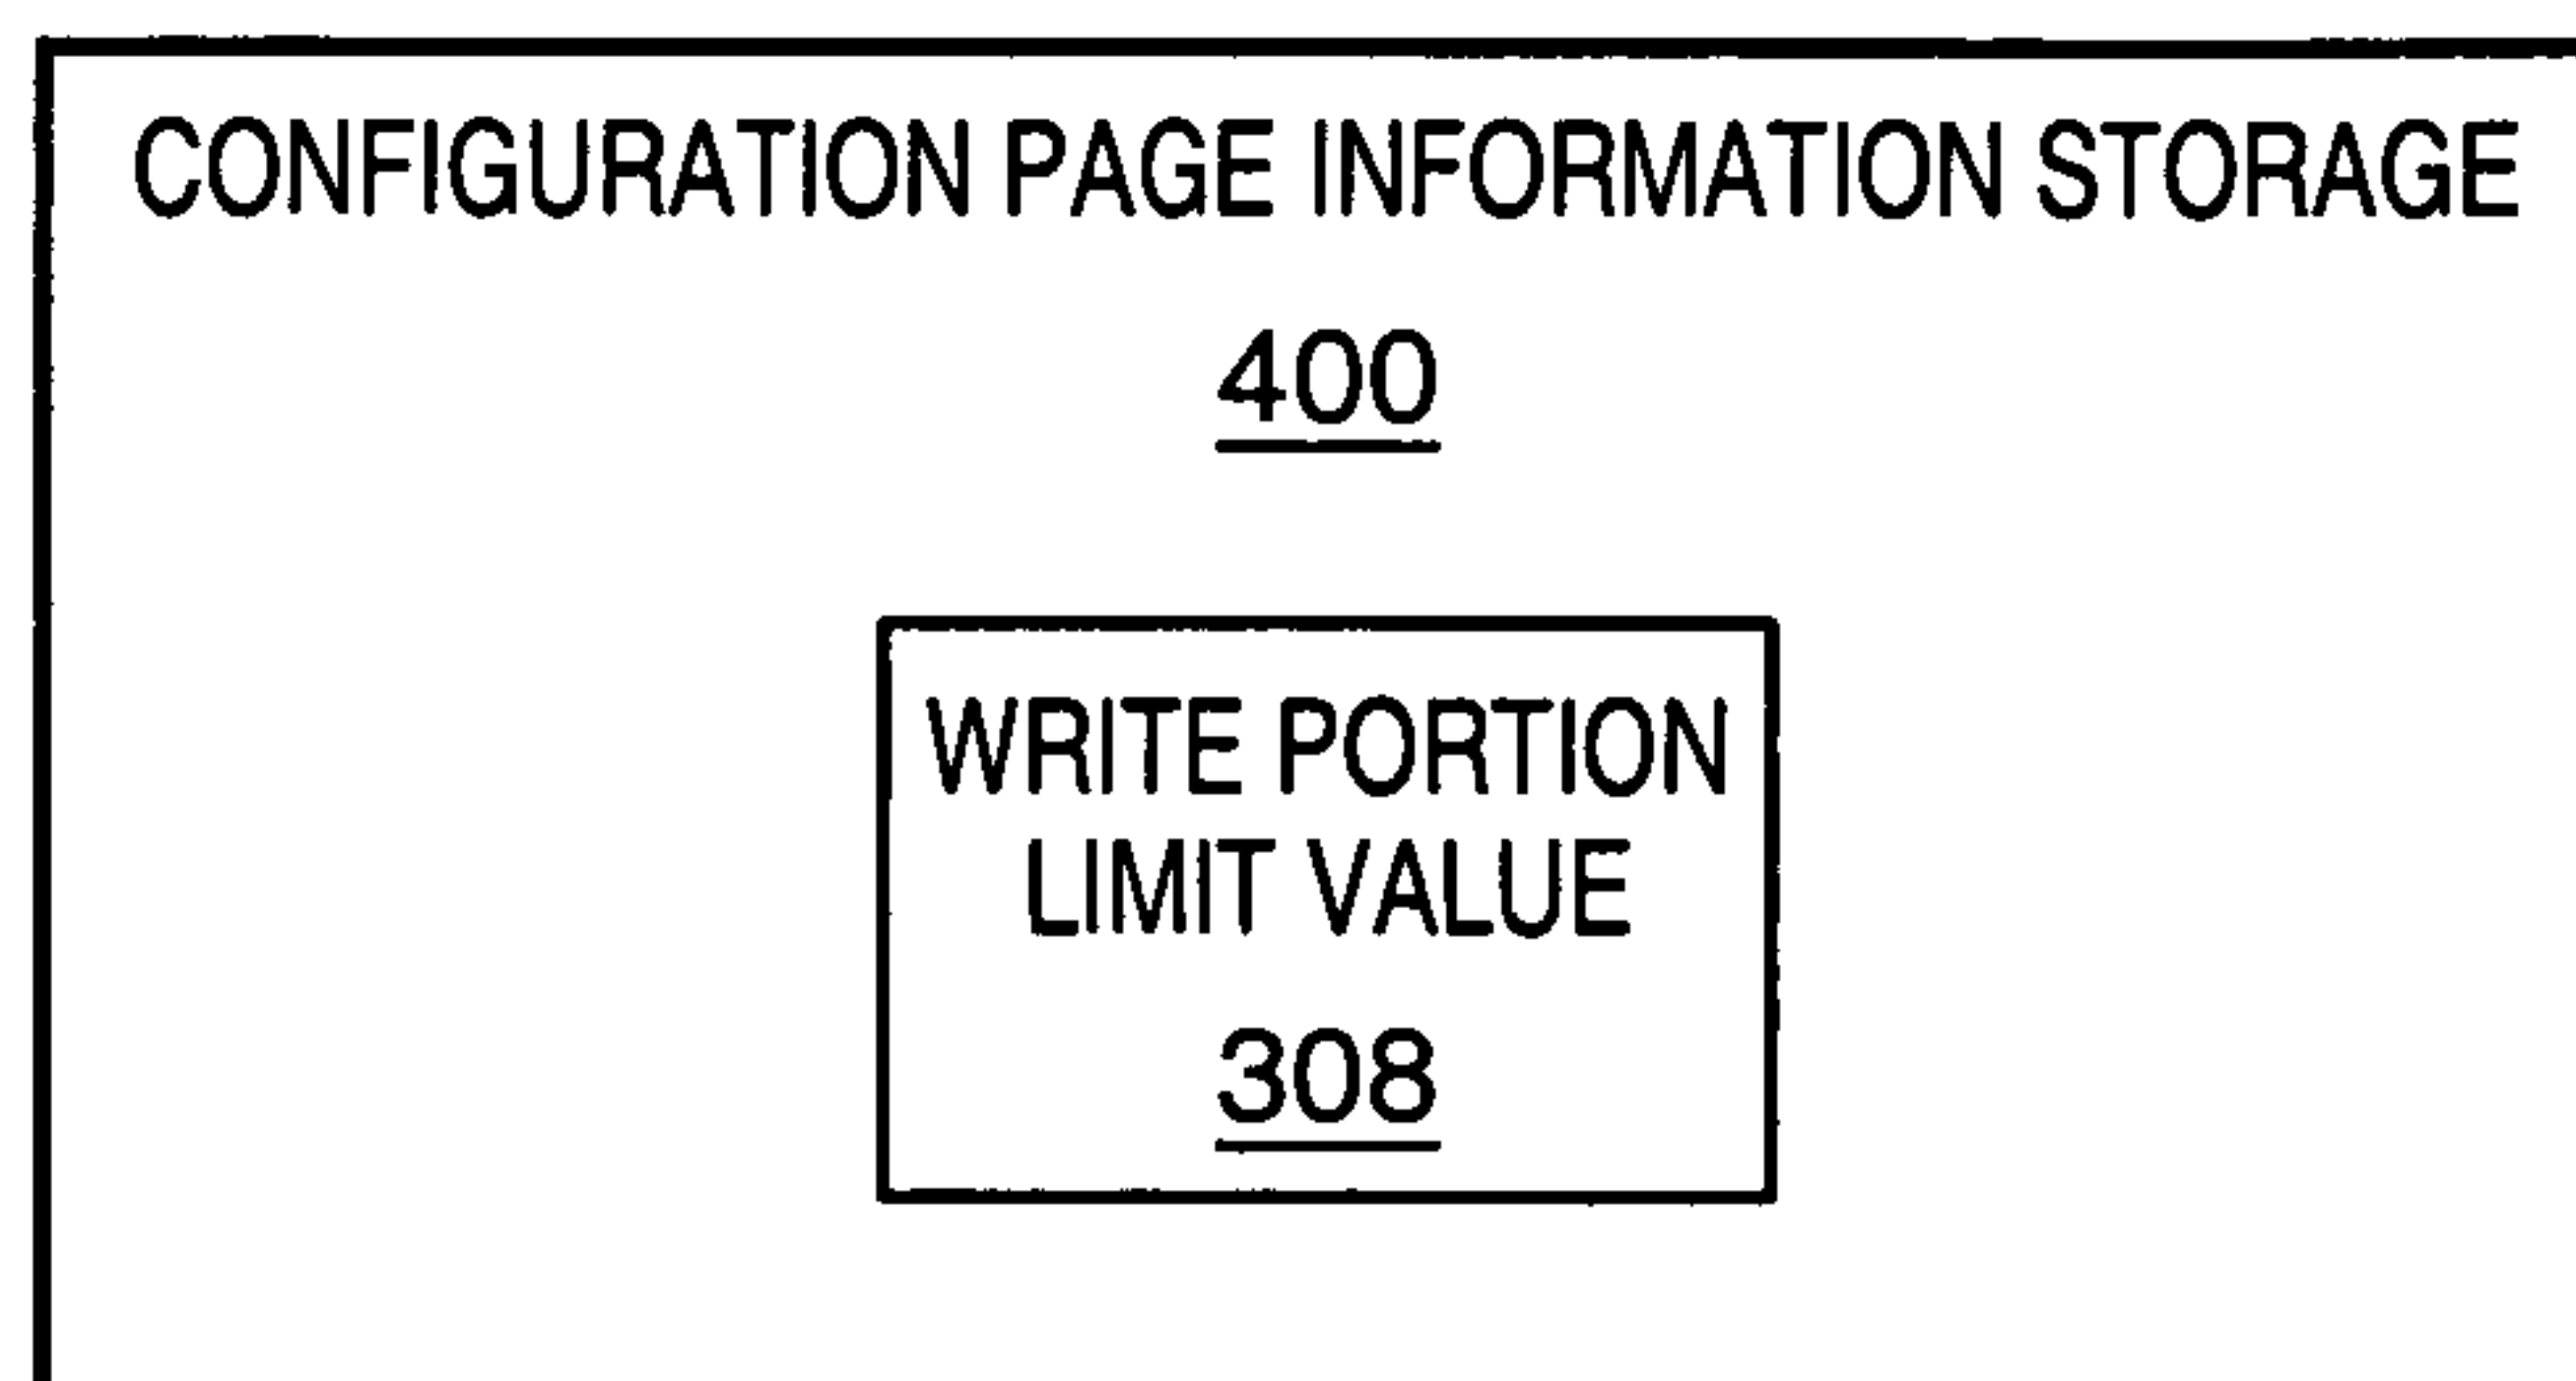 CONFIGURATION PAGE INFORMATION STORAGE
400
WRITE PORTION
LIMIT VALUE
308